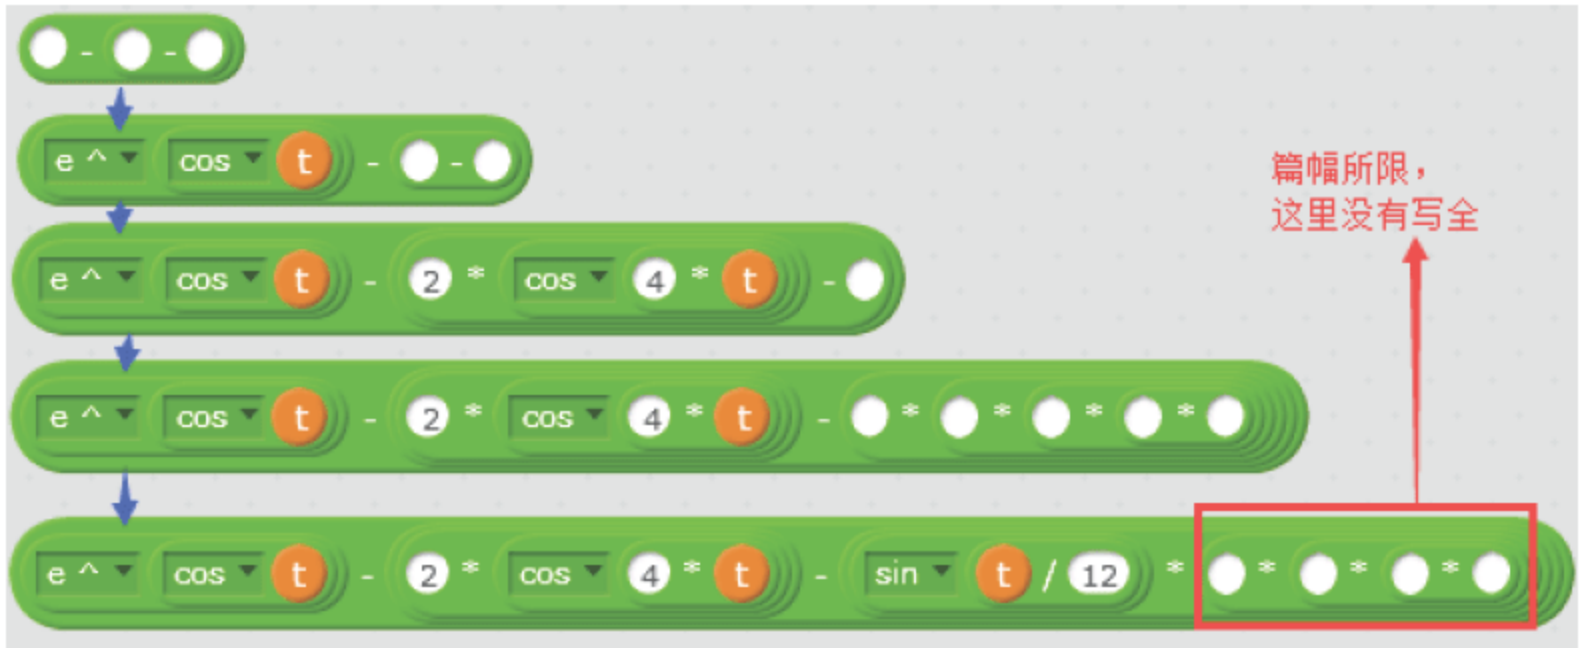 - -
e ^ cos t - -
篇幅所限，
这里没有写全
e ^ cos t - 2 * cos 4 * t -
e ^ cos t - 2 * cos 4 * t - * * * *
e ^ cos t - 2 * cos 4 * t - sin t / 12 * * * *